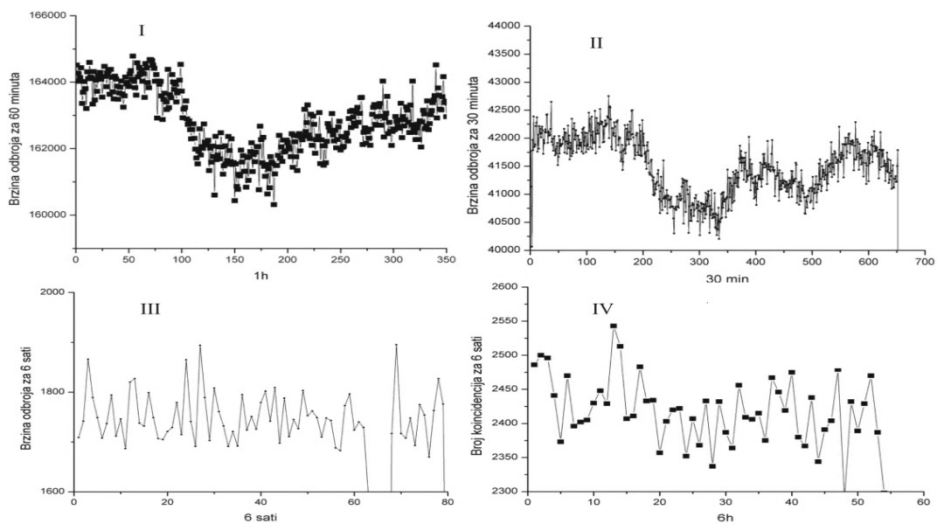 I
Brzina odbroja za 60 minuta
166000
164000
162000
160000
0 50 100 150 200 250 300 350
1h
II
Brzina odbroja za 30 minuta
44000
43500
43000
42500
42000
41500
41000
40500
40000
0 100 200 300 400 500 600 700
30 min
III
Brzina odbroja za 6 sati
2000
1800
1600
0 20 40 60 80
6 sati
IV
Broj koincidencija za 6 sati
2600
2550
2500
2450
2400
2350
2300
0 10 20 30 40 50 60
6h